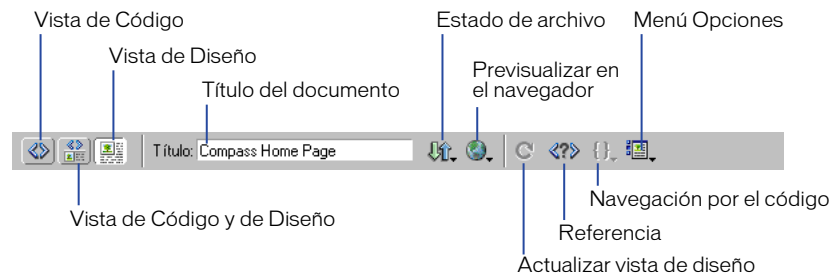 Vista de Código
Estado de archivo
Menú Opciones
Vista de Diseño
Título del documento
Previsualizar en
el navegador
Título: Compass Home Page
Vista de Código y de Diseño
Navegación por el código
Referencia
Actualizar vista de diseño